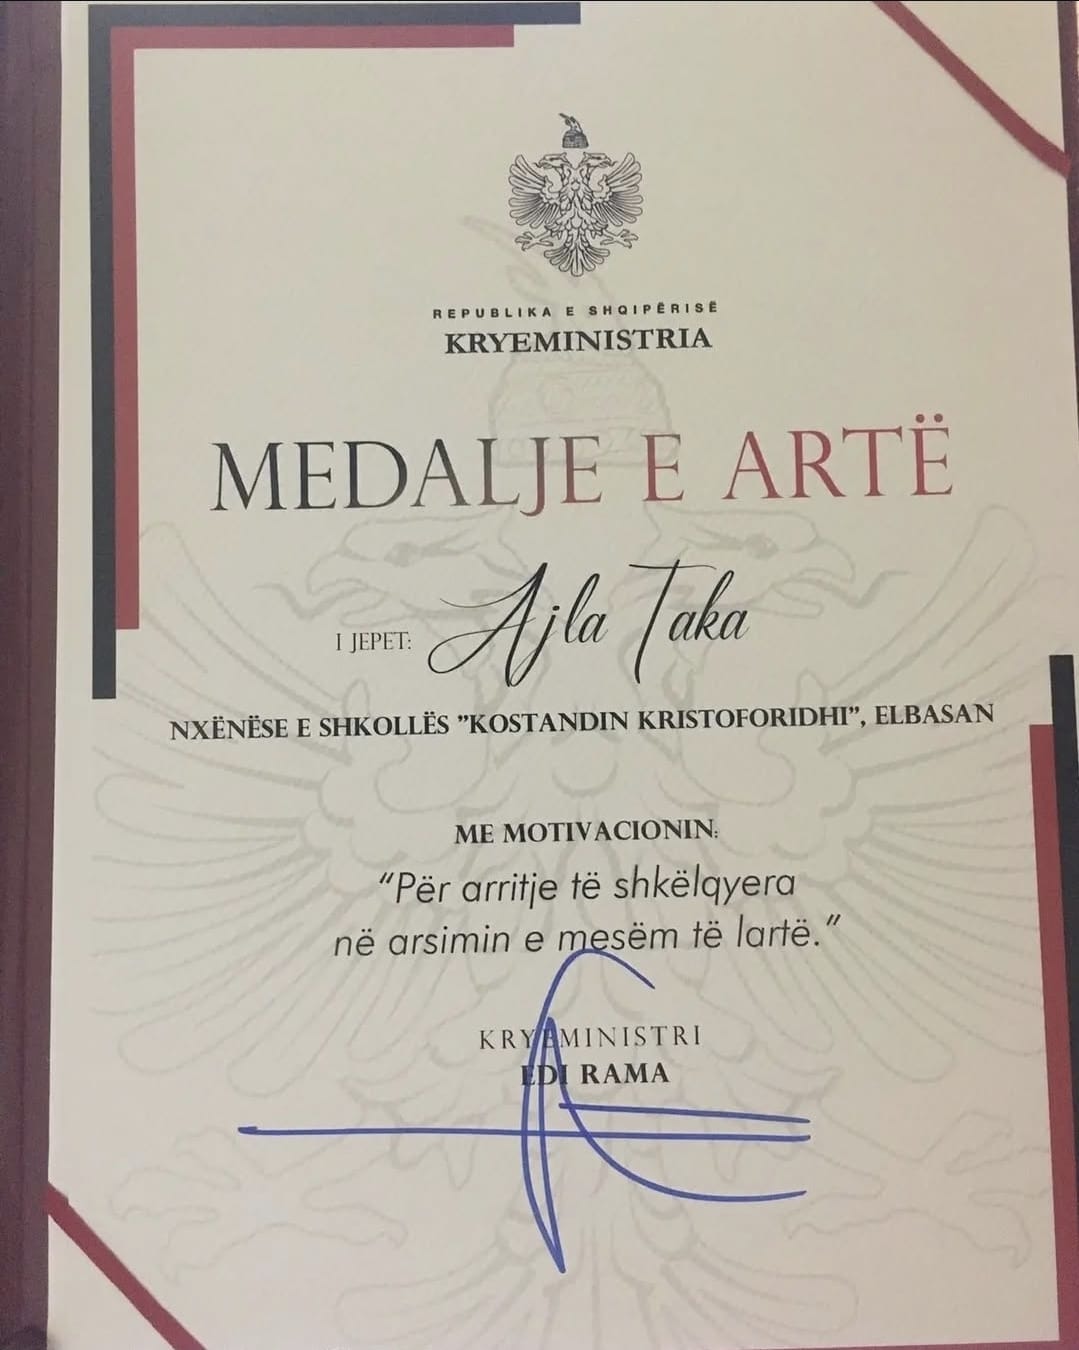 REPUBLIKA E SHQIPËRISË
KRYEMINISTRIA
MEDALJE E ARTË
I JEPET: Ajla Taka
NXËNËSE E SHKOLLËS "KOSTANDIN KRISTOFORIDHI", ELBASAN
ME MOTIVACIONIN:
"Për arritje të shkëlqyera
në arsimin e mesëm të lartë."
KRYEMINISTRI
EDI RAMA